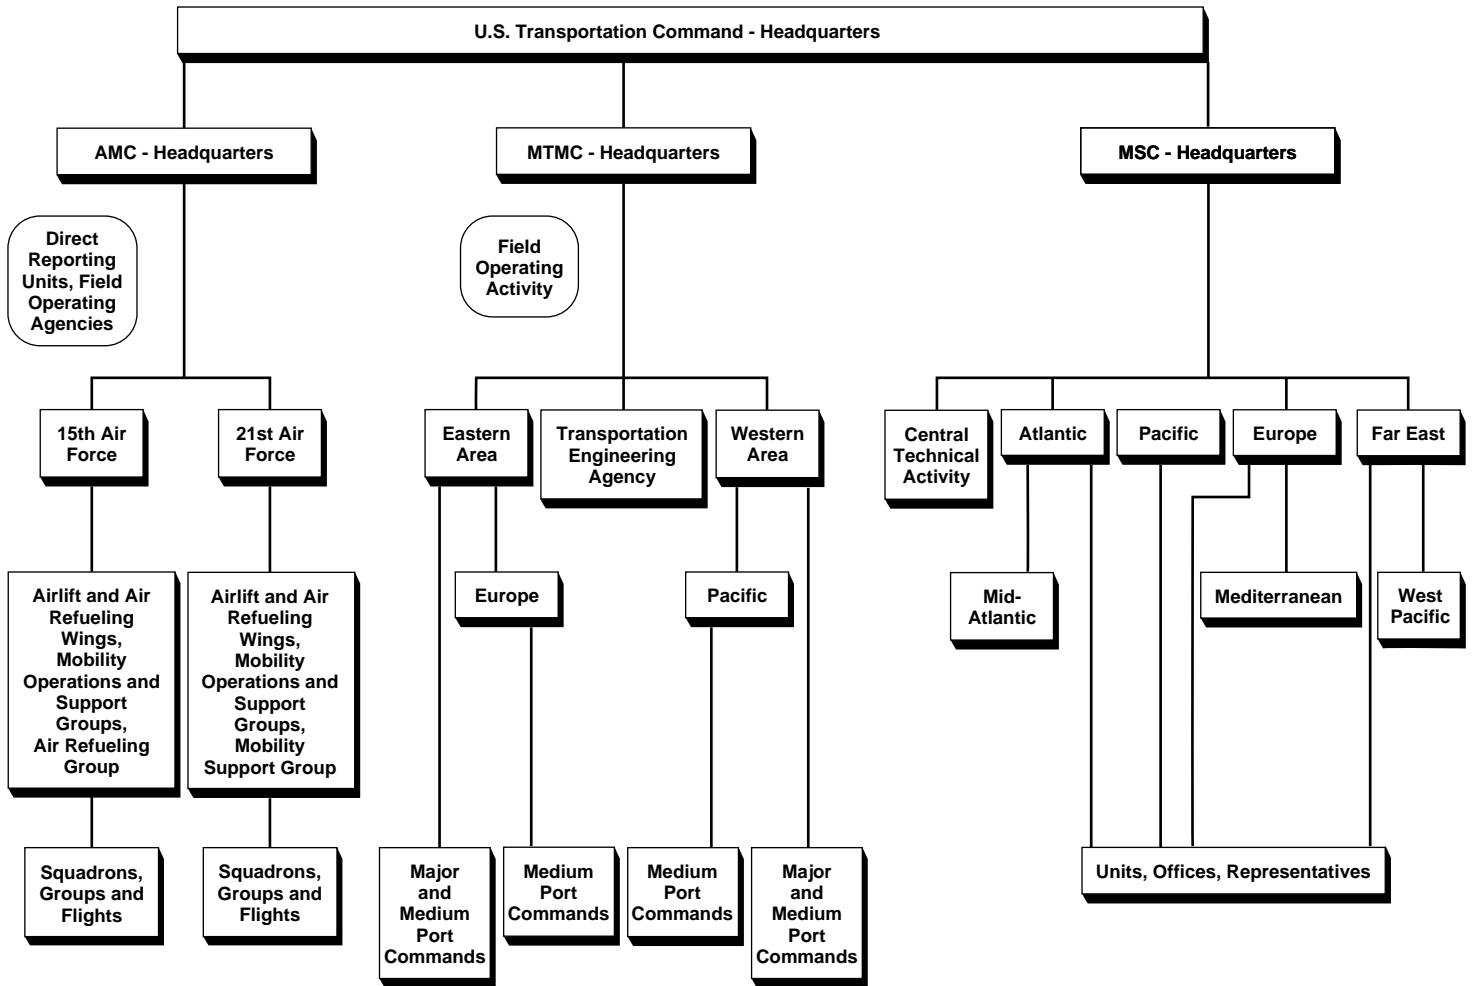 U.S. Transportation Command - Headquarters
AMC - Headquarters
MTMC - Headquarters
MSC - Headquarters
Direct
Reporting
Units, Field
Operating
Agencies
Field
Operating
Activity
15th Air
Force
21st Air
Force
Eastern
Area
Transportation
Engineering
Agency
Western
Area
Central
Technical
Activity
Atlantic
Pacific
Europe
Far East
Airlift and Air
Refueling
Wings,
Mobility
Operations and
Support
Groups,
Air Refueling
Group
Airlift and Air
Refueling
Wings,
Mobility
Operations and
Support
Groups,
Mobility
Support Group
Europe
Pacific
Mid-
Atlantic
Mediterranean
West
Pacific
Squadrons,
Groups and
Flights
Squadrons,
Groups and
Flights
Major
and
Medium
Port
Commands
Medium
Port
Commands
Medium
Port
Commands
Major
and
Medium
Port
Commands
Units, Offices, Representatives